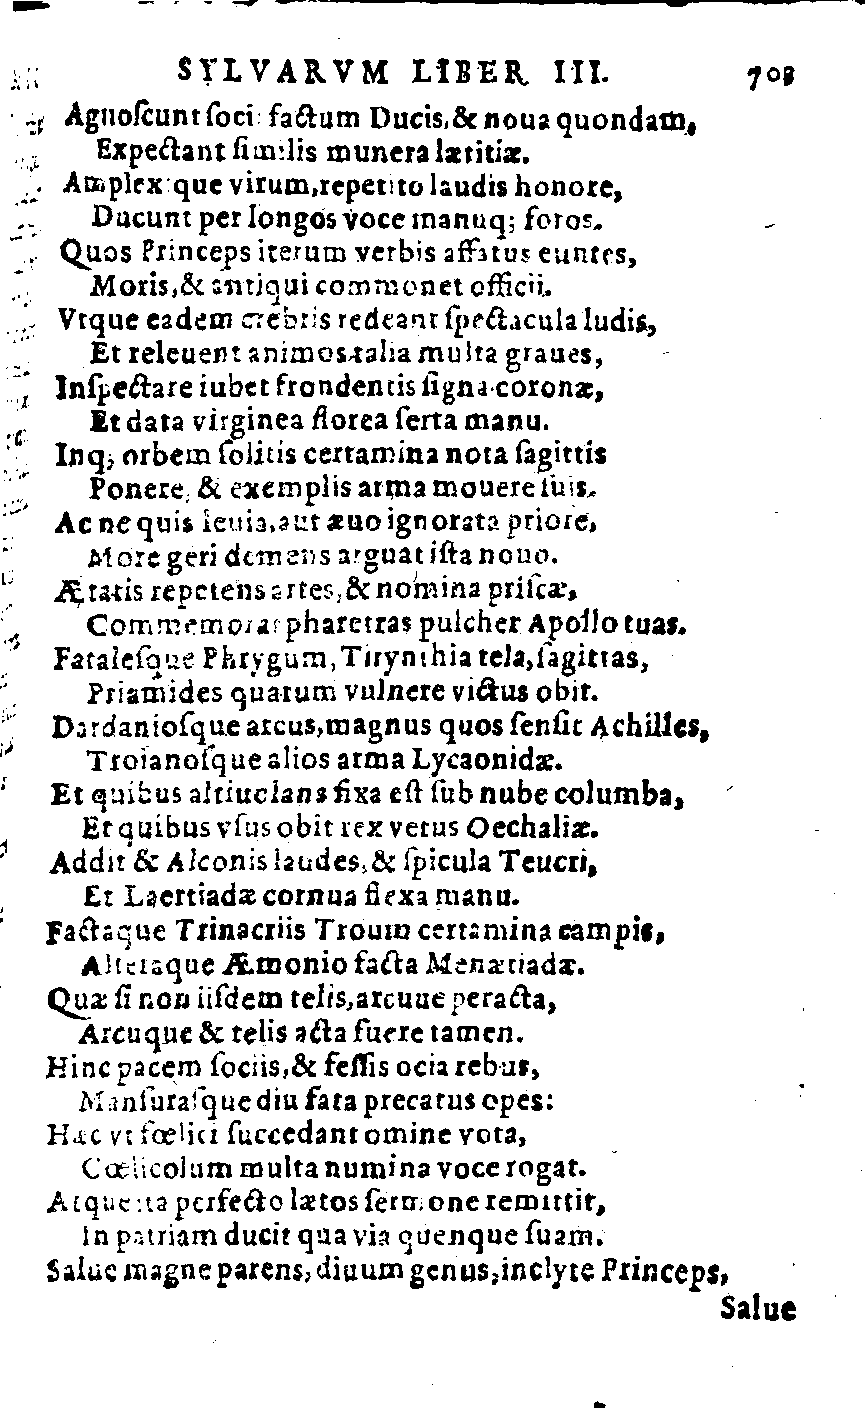 SYLVARVM LIBER III. 703
Agnoſcunt ſoci factum Ducis, & noua quondam,
Expectant ſimilis munera lætitiæ.
Amplexique virum, repetito laudis honore,
Ducunt per longos voce manuq; foros.
Quos Princeps iterum verbis affatus euntes,
Moris, & antiqui commonet officii.
Vtque eadem crebris redeant ſpectacula ludis,
Et releuent animos talia multa graues,
Inſpectare iubet frondentis ſigna coronæ,
Et data virginea florea ſerta manu.
Inq; orbem ſolitis certamina nota ſagittis
Ponere, & exemplis arma mouere ſuis.
Ac ne quis leuia, aut æuo ignorata priore,
More geri demens arguat iſta nouo.
Ætatis repetens artes, & nomina priſcæ,
Commemorat pharetras pulcher Apollo tuas.
Fataleſque Phrygum, Tirynthia tela, ſagittas,
Priamides quarum vulnere victus obit.
Dardanioſque arcus, magnus quos ſenſit Achilles,
Troianoſque alios arma Lycaonidæ.
Et quibus altiuolans fixa eſt ſub nube columba,
Et quibus vſus obit rex vetus Oechaliæ.
Addit & Alconis laudes, & ſpicula Teucri,
Et Laertiadæ cornua flexa manu.
Factaque Trinacriis Troum certamina campis,
Alteraque Æmonio facta Menætiadæ.
Quæ ſi non iiſdem telis, arcuue peracta,
Arcuque & telis acta fuere tamen.
Hinc pacem ſociis, & feſſis ocia rebus,
Manſuraſque diu fata precatus opes:
Hæc vt fœlici ſuccedant omine vota,
Cœlicolum multa numina voce rogat.
Atque ita perfecto lætos ſermone remittit,
In patriam ducit qua via quenque ſuam.
Salue magne parens, diuum genus, inclyte Princeps,
Salue